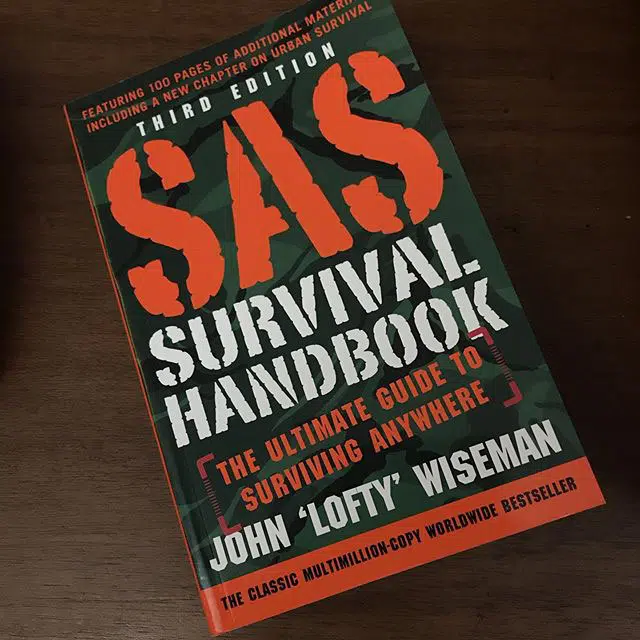 FEATURING 100 PAGES OF ADDITIONAL MATERIAL
INCLUDING A NEW CHAPTER ON URBAN SURVIVAL
THIRD EDITION
SAS
SURVIVAL
HANDBOOK
THE ULTIMATE GUIDE TO
SURVIVING ANYWHERE
JOHN ‘LOFTY’ WISEMAN
THE CLASSIC MULTIMILLION-COPY WORLDWIDE BESTSELLER